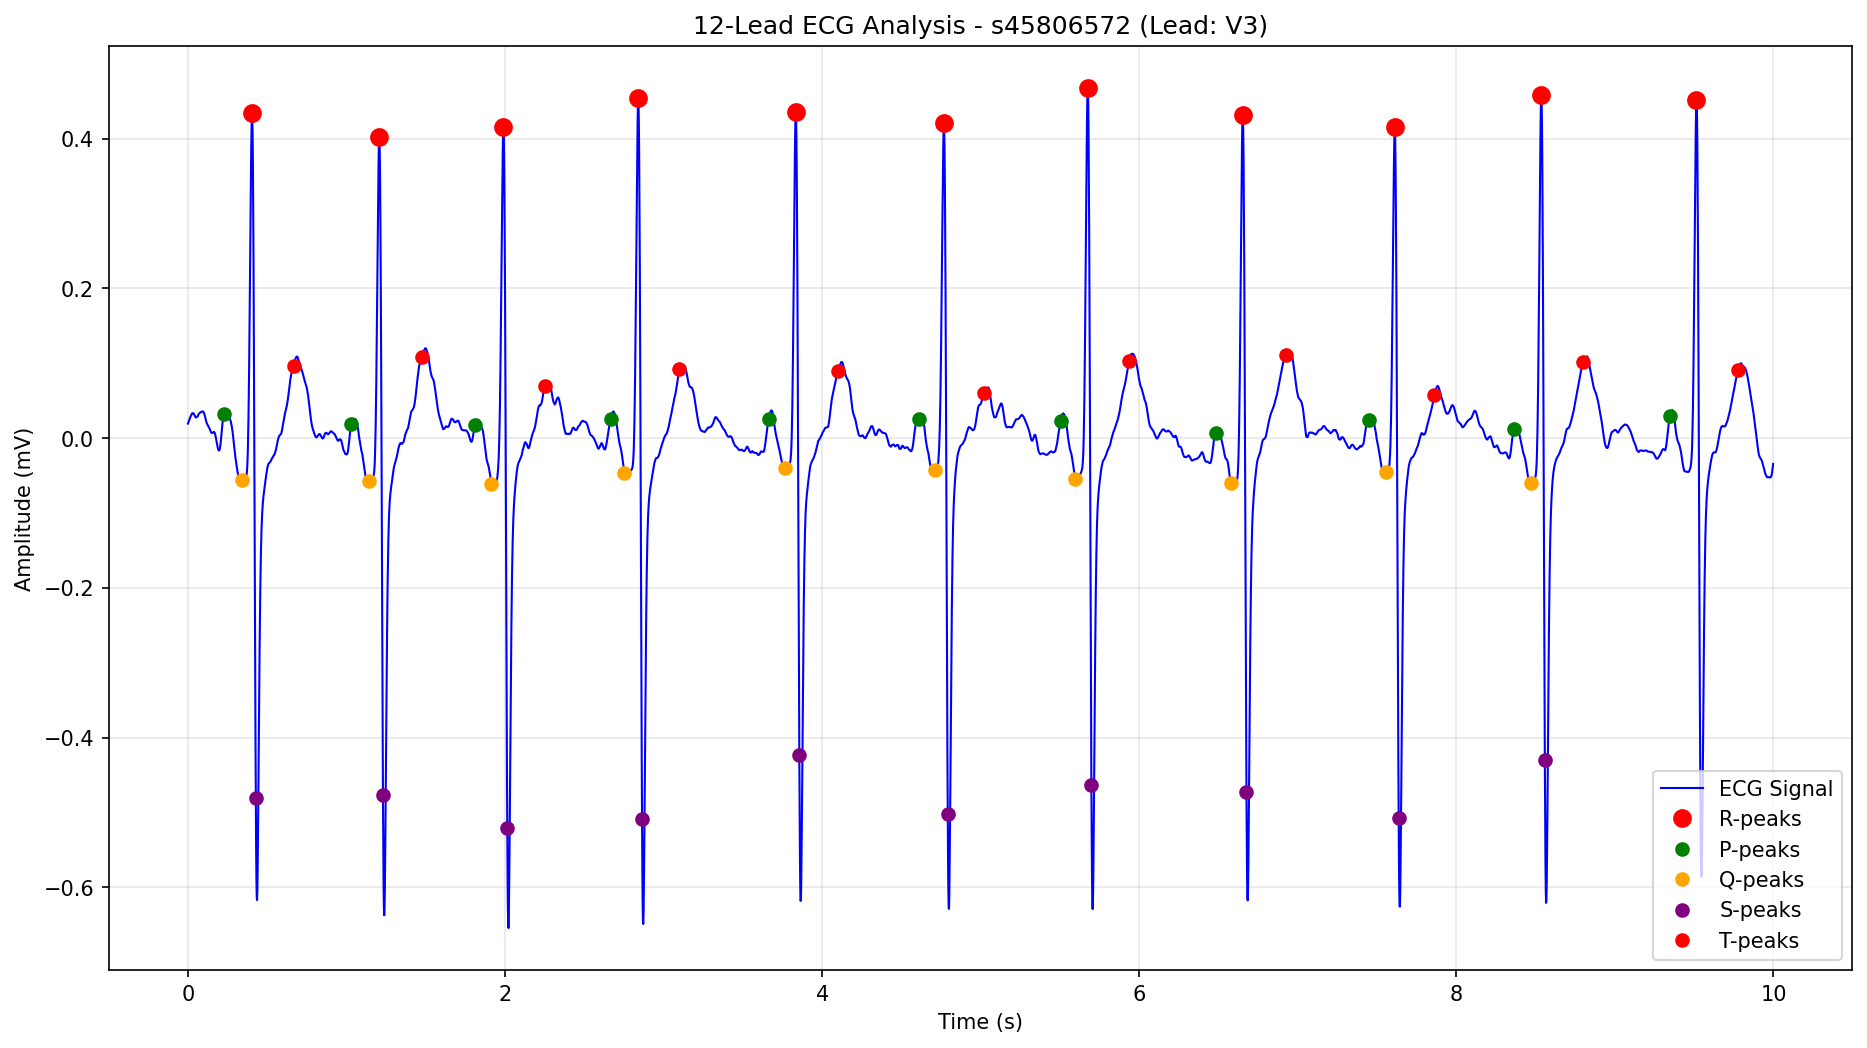 12-Lead ECG Analysis - s45806572 (Lead: V3)
Amplitude (mV)
0.4
0.2
0.0
−0.2
−0.4
−0.6
0 2 4 6 8 10
Time (s)
ECG Signal
R-peaks
P-peaks
Q-peaks
S-peaks
T-peaks